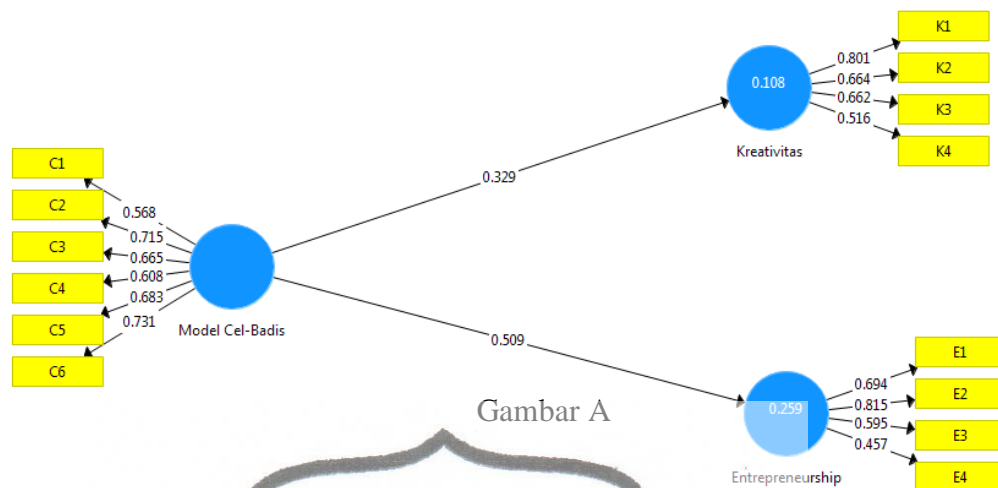 K1
0.801
K2
0.664
0.108
0.662
K3
0.516
K4
Kreativitas
C1
0.329
C2
0.568
0.715
C3
0.665
0.608
C4
0.683
C5
0.731
Model Cel-Badis
C6
0.509
E1
0.694
E2
0.815
0.259
0.595
E3
0.457
E4
Gambar A
Entrepreneurship